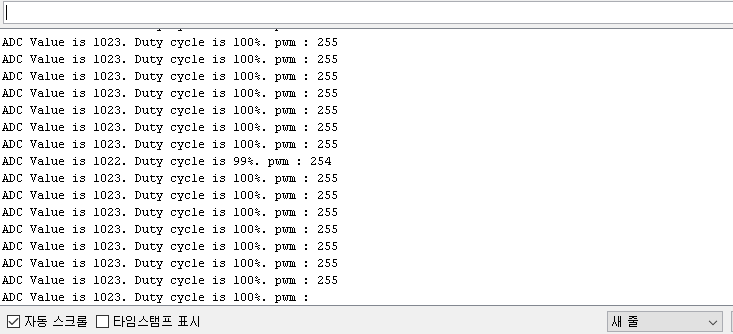 ADC Value is 1023. Duty cycle is 100%. pwm : 255
ADC Value is 1023. Duty cycle is 100%. pwm : 255
ADC Value is 1023. Duty cycle is 100%. pwm : 255
ADC Value is 1023. Duty cycle is 100%. pwm : 255
ADC Value is 1023. Duty cycle is 100%. pwm : 255
ADC Value is 1023. Duty cycle is 100%. pwm : 255
ADC Value is 1023. Duty cycle is 100%. pwm : 255
ADC Value is 1022. Duty cycle is 99%. pwm : 254
ADC Value is 1023. Duty cycle is 100%. pwm : 255
ADC Value is 1023. Duty cycle is 100%. pwm : 255
ADC Value is 1023. Duty cycle is 100%. pwm : 255
ADC Value is 1023. Duty cycle is 100%. pwm : 255
ADC Value is 1023. Duty cycle is 100%. pwm : 255
ADC Value is 1023. Duty cycle is 100%. pwm : 255
ADC Value is 1023. Duty cycle is 100%. pwm : 255
ADC Value is 1023. Duty cycle is 100%. pwm :
자동 스크롤 타임스탬프 표시 새 줄